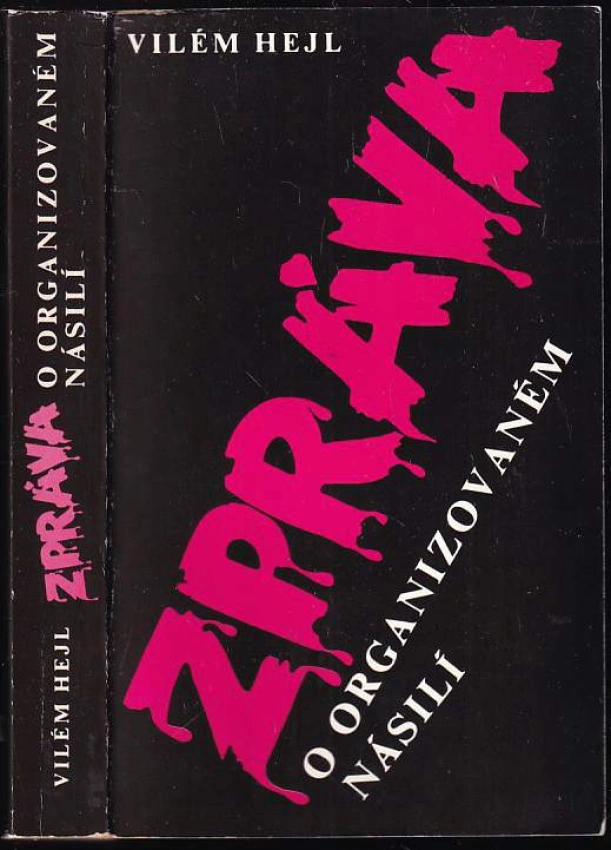 VILÉM HEJL
ZPRÁVA
O ORGANIZOVANÉM
NÁSILÍ
VILÉM HEJL
ZPRÁVA
O ORGANIZOVANÉM
NÁSILÍ